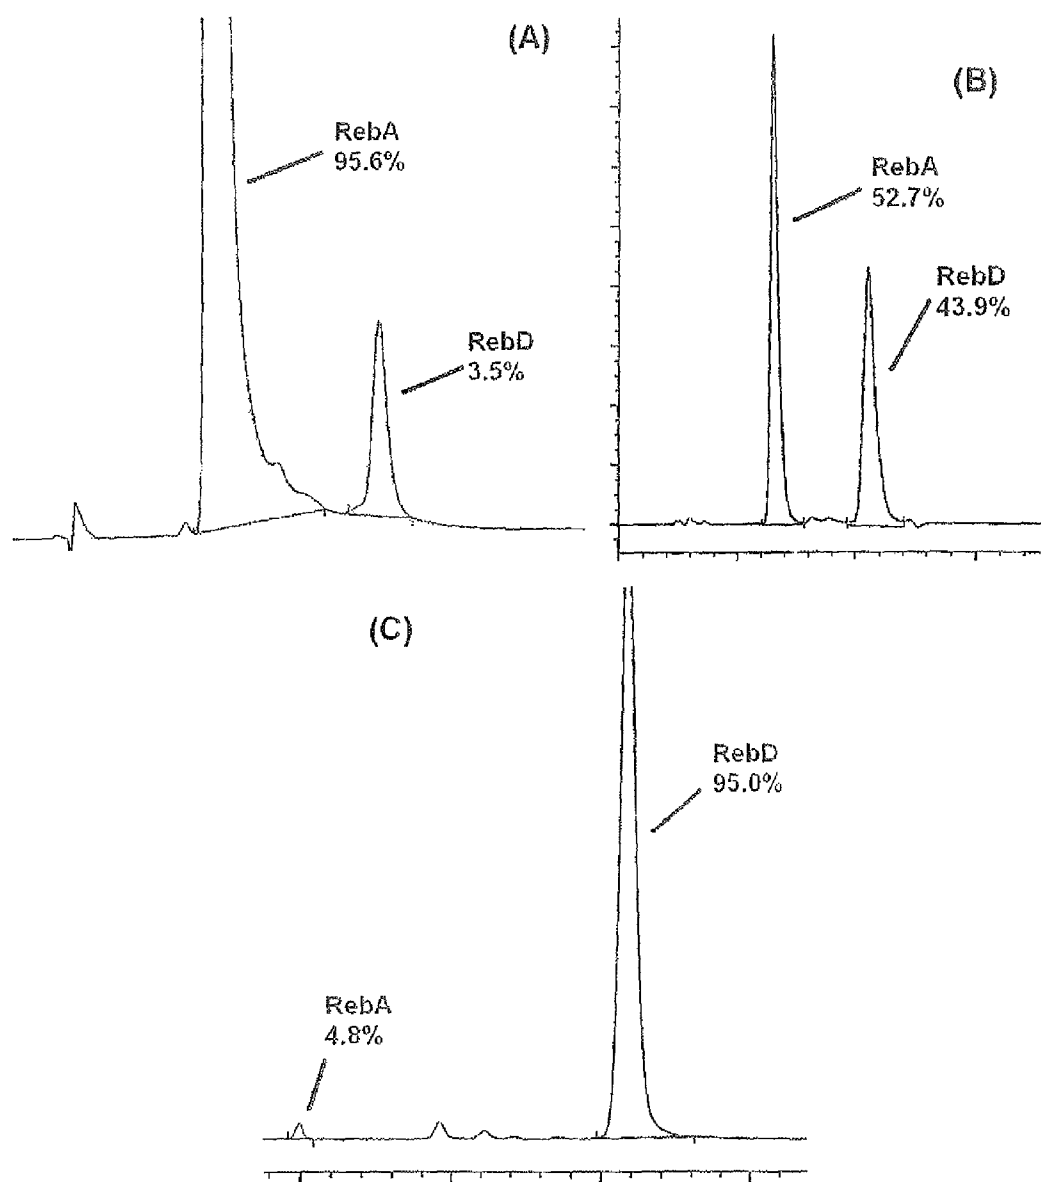 (A)
RebA
95.6%
RebD
3.5%
(B)
RebA
52.7%
RebD
43.9%
(C)
RebD
95.0%
RebA
4.8%